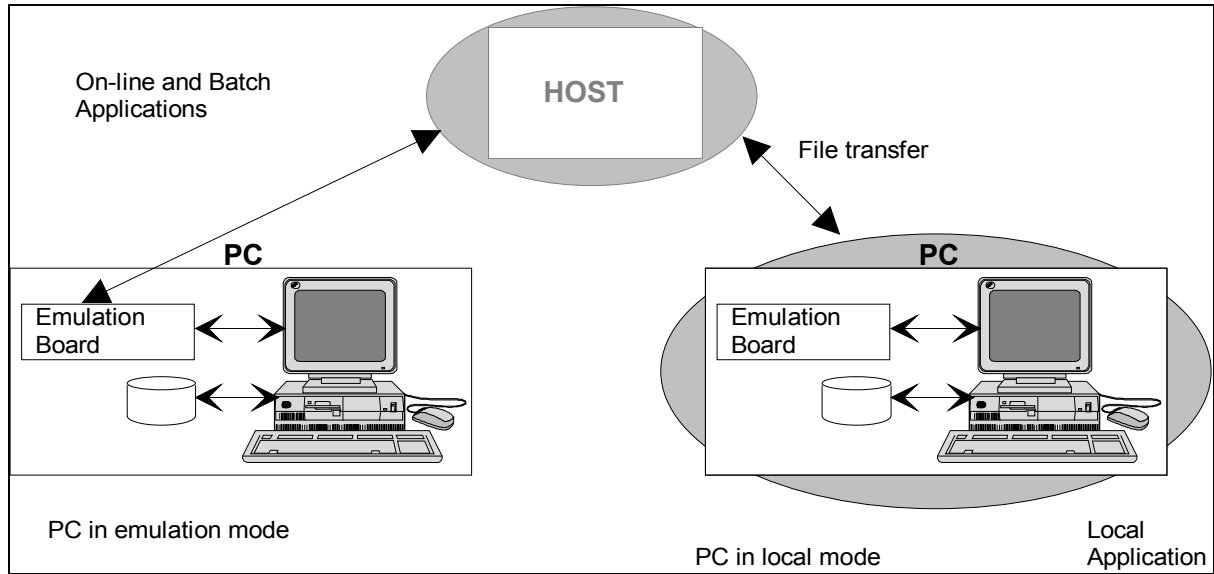 On-line and Batch
Applications
HOST
File transfer
PC
Emulation
Board
PC in emulation mode
PC
Emulation
Board
PC in local mode
Local
Application